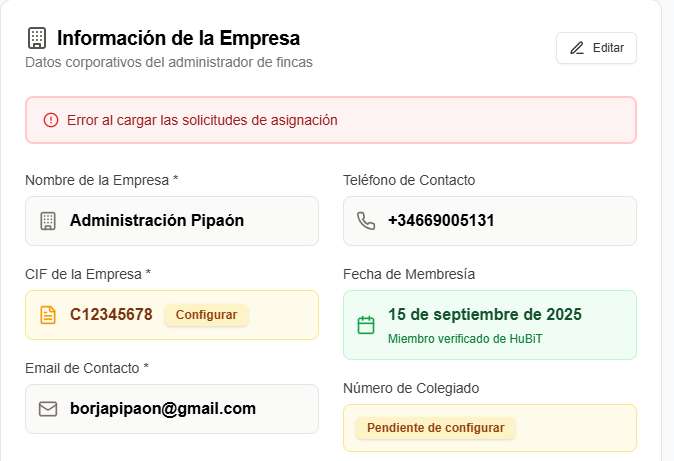 Información de la Empresa
Datos corporativos del administrador de fincas
Editar
Error al cargar las solicitudes de asignación
Nombre de la Empresa *
Administración Pipaón
Teléfono de Contacto
+34669005131
CIF de la Empresa *
C12345678 Configurar
Fecha de Membresía
15 de septiembre de 2025
Miembro verificado de HuBiT
Email de Contacto *
borjapipaon@gmail.com
Número de Colegiado
Pendiente de configurar